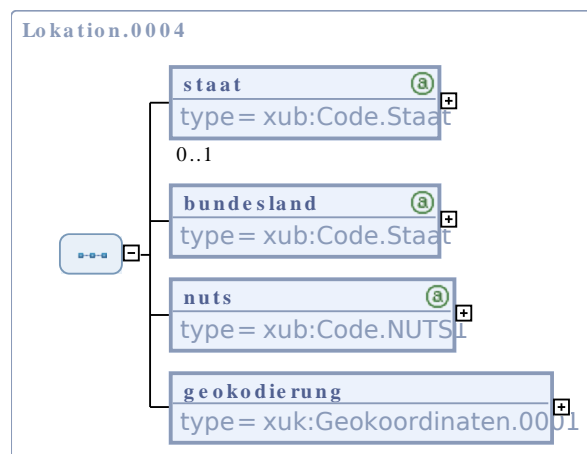 Lokation.0004
staat
type= xub:Code.Staat
0..1
bundesland
type= xub:Code.Staat
nuts
type= xub:Code.NUTS1
geokodierung
type= xuk:Geokoordinaten.0001